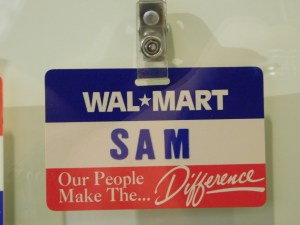 WAL★MART
SAM
Our People
Make The... Difference